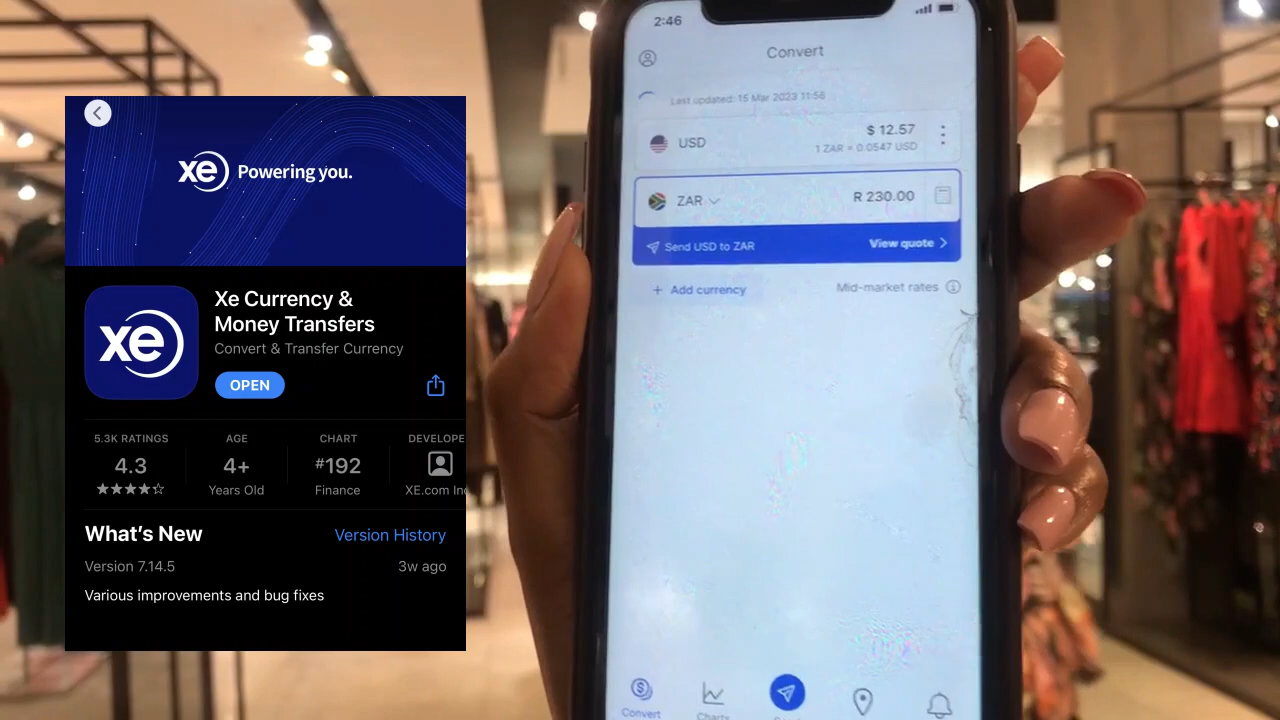 xe Powering you.
xe
Xe Currency &
Money Transfers
Convert & Transfer Currency
OPEN
5.3K RATINGS
4.3
AGE
4+
Years Old
CHART
#192
Finance
DEVELOPE
XE.com Inc
What's New
Version History
Version 7.14.5
3w ago
Various improvements and bug fixes
2:46
Convert
Last updated: 15 Mar 2023 11:56
USD
$ 12.57
1 ZAR = 0.0547 USD
ZAR
R 230.00
Send USD to ZAR
View quote
+ Add currency
Mid-market rates
Convert
Charts